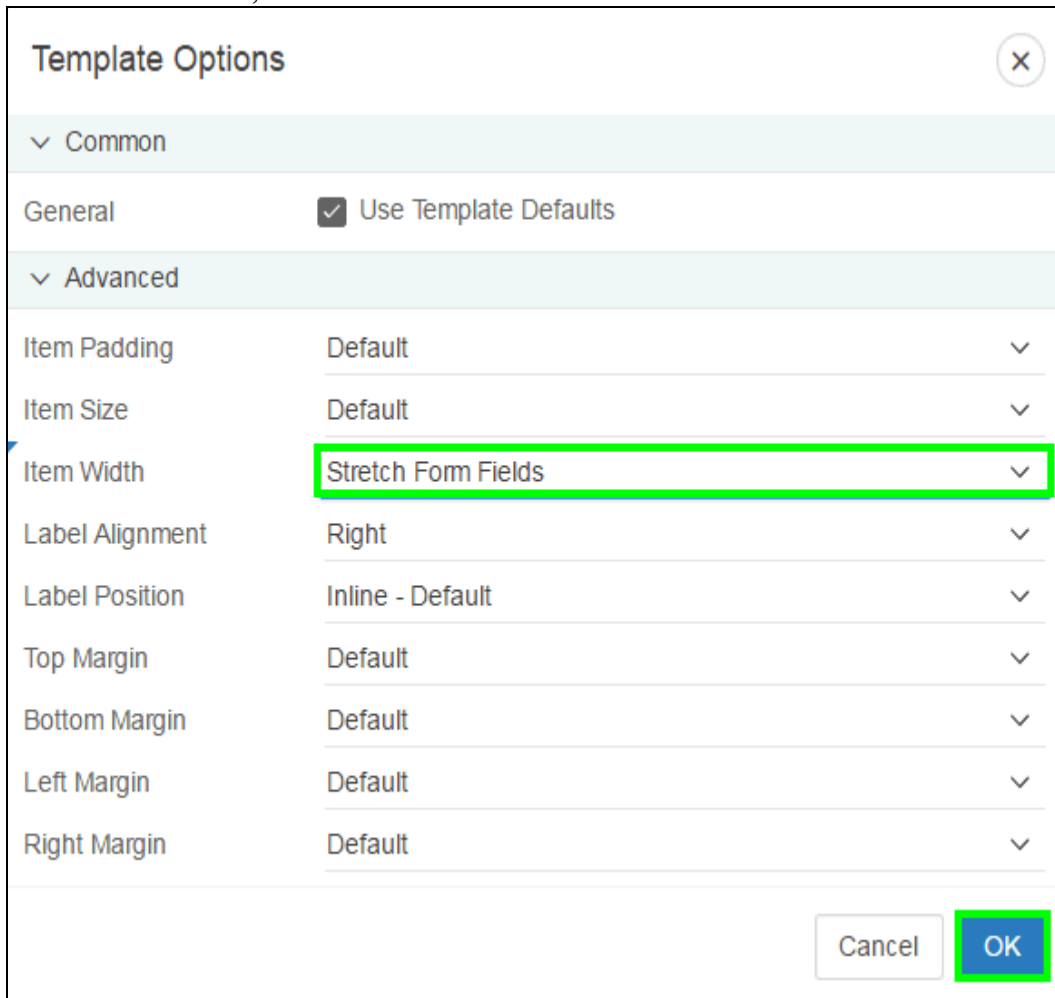 Template Options
Common
General Use Template Defaults
Advanced
Item Padding Default
Item Size Default
Item Width Stretch Form Fields
Label Alignment Right
Label Position Inline - Default
Top Margin Default
Bottom Margin Default
Left Margin Default
Right Margin Default
Cancel OK